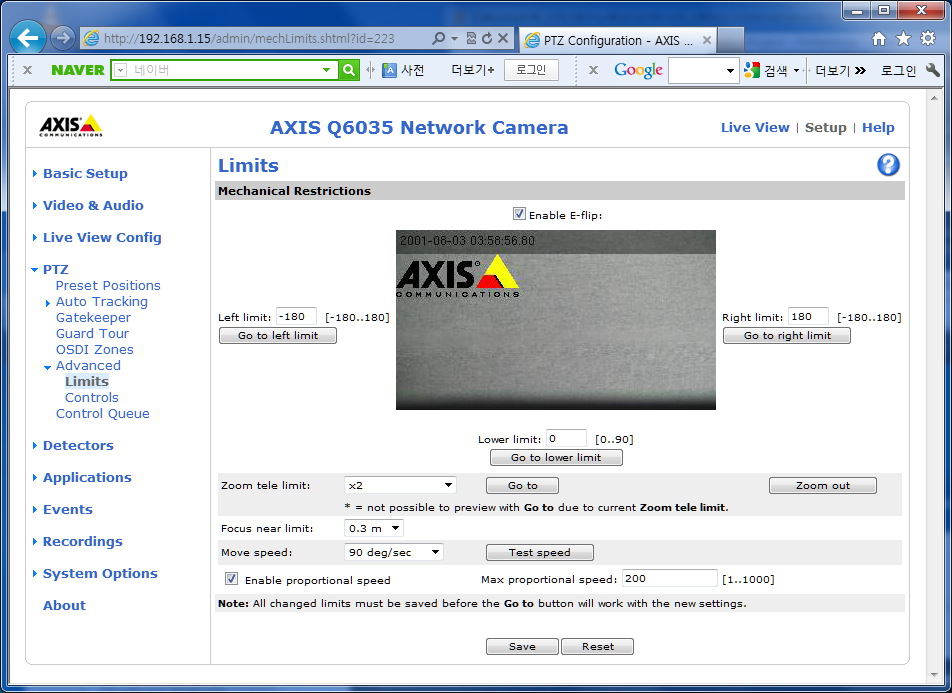 http://192.168.1.15/admin/mechLimits.shtml?id=223
PTZ Configuration - AXIS ...
x NAVER 네이버 사전 더보기+ 로그인
x Google 검색 더보기 » 로그인
AXIS COMMUNICATIONS
AXIS Q6035 Network Camera
Live View | Setup | Help
Basic Setup
Video & Audio
Live View Config
PTZ
Preset Positions
Auto Tracking
Gatekeeper
Guard Tour
OSDI Zones
Advanced
Limits
Controls
Control Queue
Detectors
Applications
Events
Recordings
System Options
About
Limits
Mechanical Restrictions
Enable E-flip:
2001-08-03 03:58:56.80
AXIS
COMMUNICATIONS
Left limit: -180 [-180..180]
Go to left limit
Right limit: 180 [-180..180]
Go to right limit
Lower limit: 0 [0..90]
Go to lower limit
Zoom tele limit: x2 Go to Zoom out
* = not possible to preview with Go to due to current Zoom tele limit.
Focus near limit: 0.3 m
Move speed: 90 deg/sec Test speed
Enable proportional speed Max proportional speed: 200 [1..1000]
Note: All changed limits must be saved before the Go to button will work with the new settings.
Save Reset